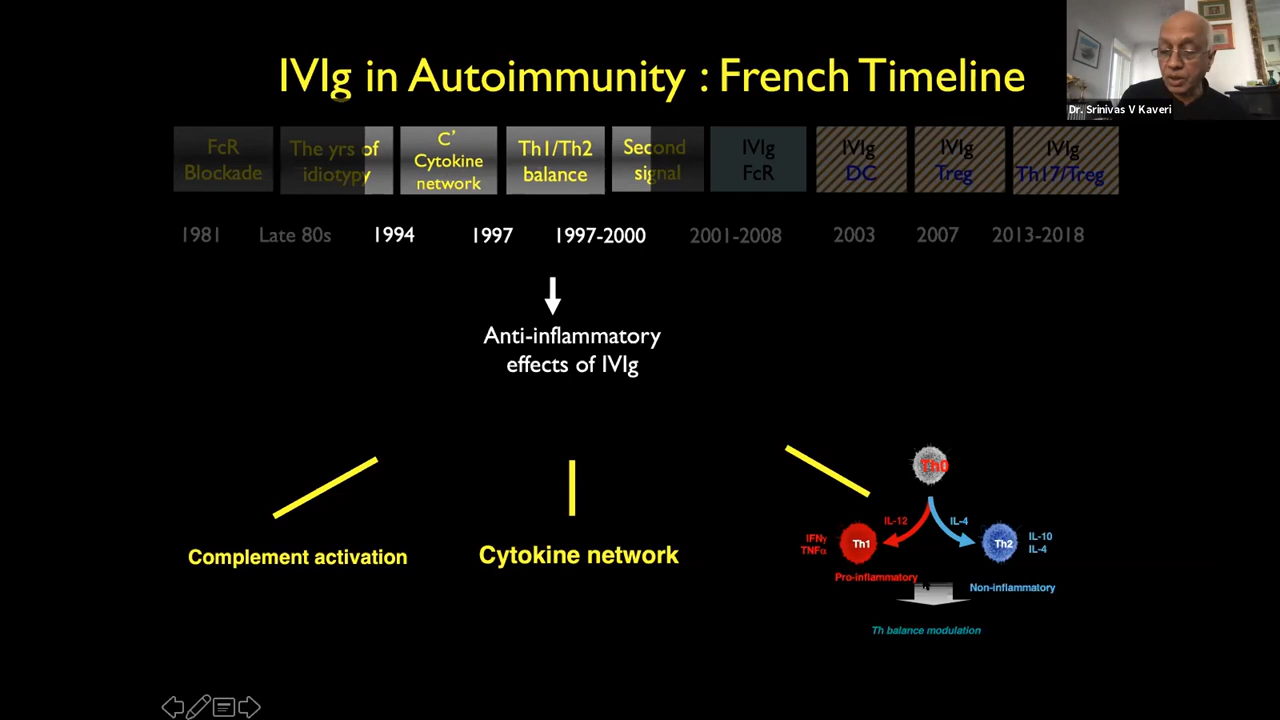 IVIg in Autoimmunity : French Timeline
Dr. Srinivas V Kaveri
FcR
Blockade
The yrs of
idiotypy
C’
Cytokine
network
Th1/Th2
balance
Second
signal
IVIg
FcR
IVIg
DC
IVIg
Treg
IVIg
Th17/Treg
1981
Late 80s
1994
1997
1997-2000
2001-2008
2003
2007
2013-2018
Anti-inflammatory
effects of IVIg
Complement activation
Cytokine network
Th0
IL-12
IL-4
IFNγ
TNFα
Th1
Th2
IL-10
IL-4
Pro-inflammatory
Non-inflammatory
Th balance modulation